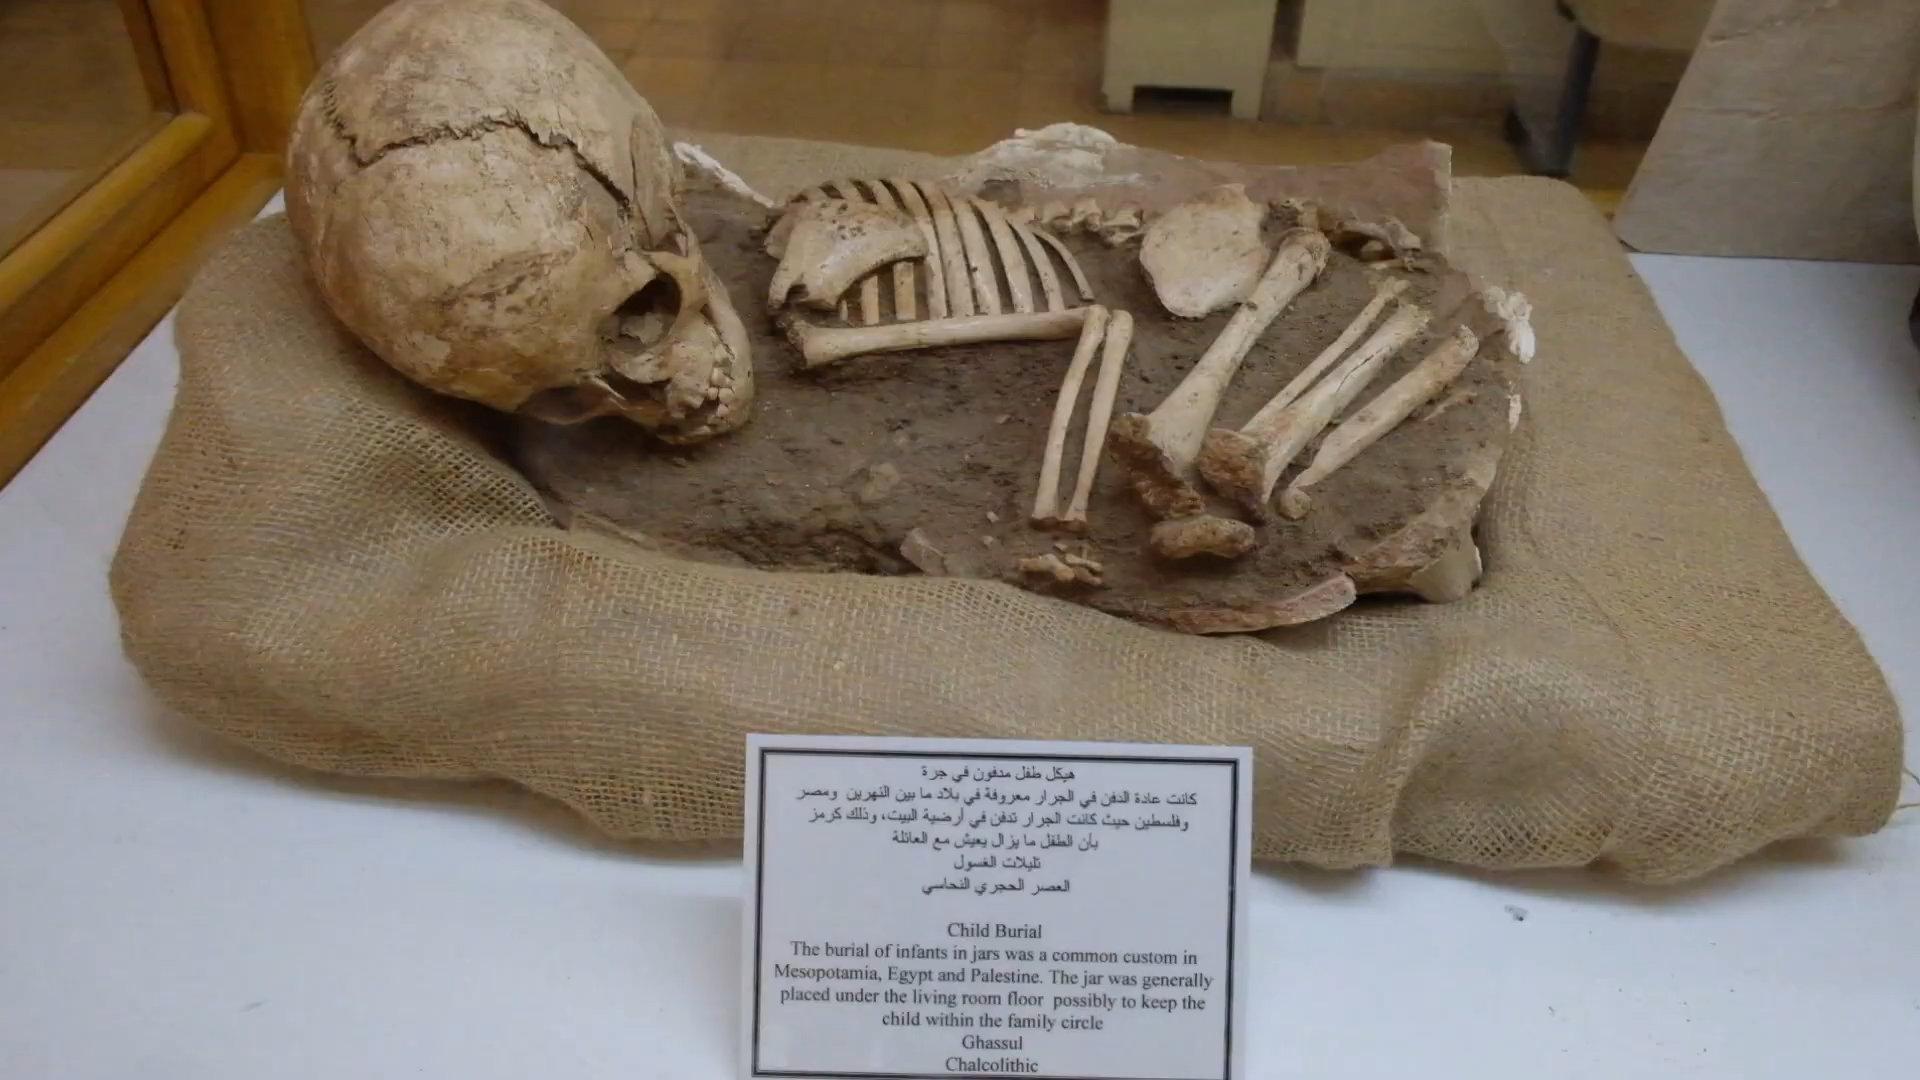 هيكل طفل مدفون في جرة
كانت عادة الدفن في الجرار معروفة في بلاد ما بين النهرين ومصر
وفلسطين حيث كانت الجرار تدفن في أرضية البيت، وذلك كرمز
بأن الطفل ما يزال يعيش مع العائلة
تليلات الغسول
العصر الحجري النحاسي
Child Burial
The burial of infants in jars was a common custom in
Mesopotamia, Egypt and Palestine. The jar was generally
placed under the living room floor possibly to keep the
child within the family circle
Ghassul
Chalcolithic